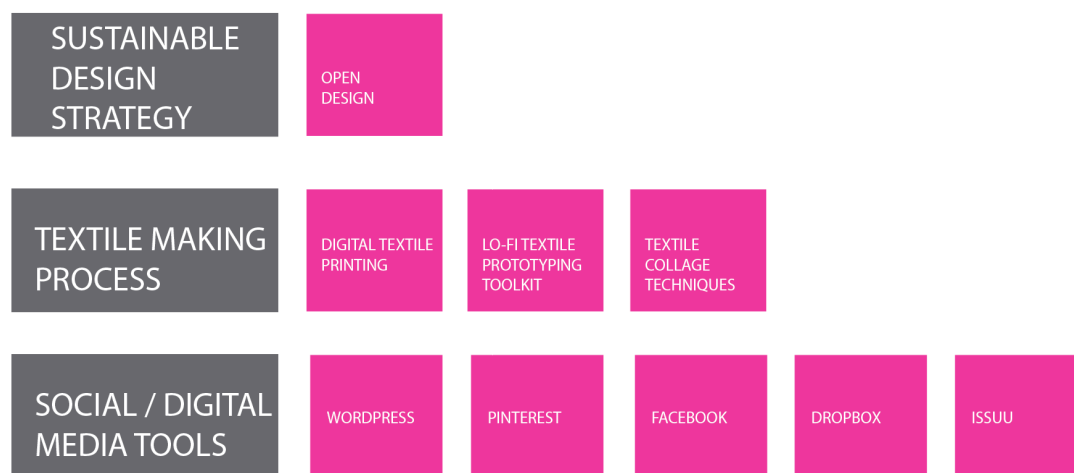 SUSTAINABLE
DESIGN
STRATEGY
OPEN
DESIGN
TEXTILE MAKING
PROCESS
DIGITAL TEXTILE
PRINTING
LO-FI TEXTILE
PROTOTYPING
TOOLKIT
TEXTILE
COLLAGE
TECHNIQUES
SOCIAL / DIGITAL
MEDIA TOOLS
WORDPRESS
PINTEREST
FACEBOOK
DROPBOX
ISSUU